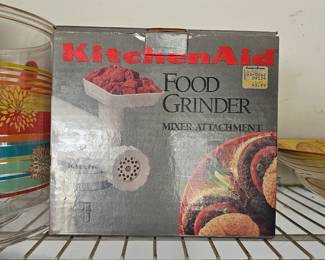 KitchenAid
FOOD
GRINDER
MIXER ATTACHMENT